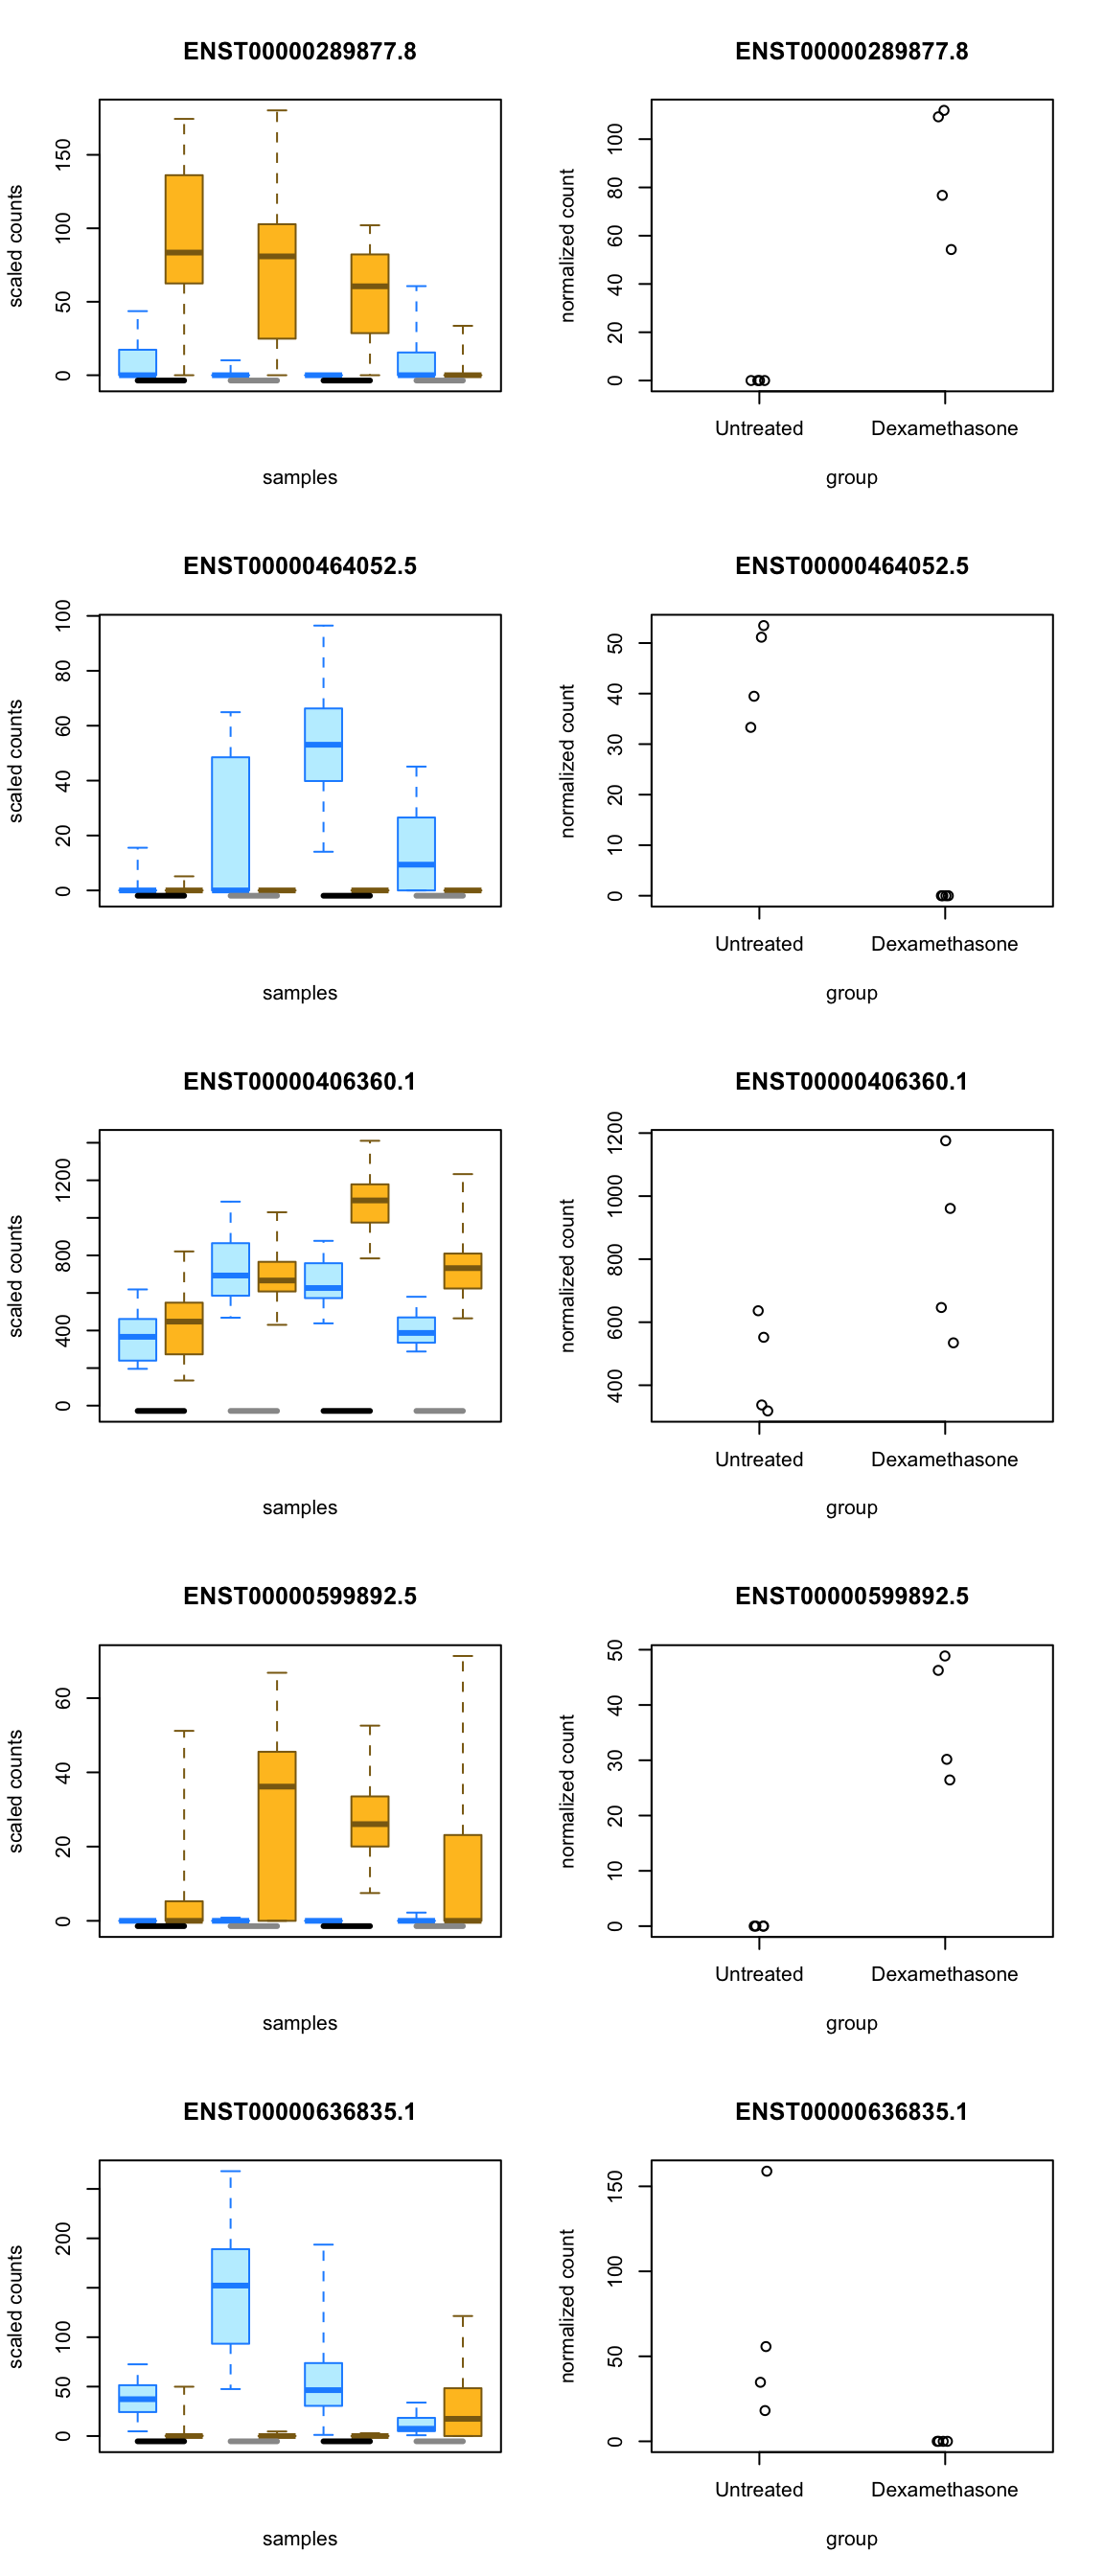 ENST00000289877.8
scaled counts
0 50 100 150
samples
ENST00000289877.8
normalized count
0 20 40 60 80 100
Untreated Dexamethasone
group
ENST00000464052.5
scaled counts
0 20 40 60 80 100
samples
ENST00000464052.5
normalized count
0 10 20 30 40 50
Untreated Dexamethasone
group
ENST00000406360.1
scaled counts
0 400 800 1200
samples
ENST00000406360.1
normalized count
400 600 800 1000 1200
Untreated Dexamethasone
group
ENST00000599892.5
scaled counts
0 20 40 60
samples
ENST00000599892.5
normalized count
0 10 20 30 40 50
Untreated Dexamethasone
group
ENST00000636835.1
scaled counts
0 50 100 200
samples
ENST00000636835.1
normalized count
0 50 100 150
Untreated Dexamethasone
group